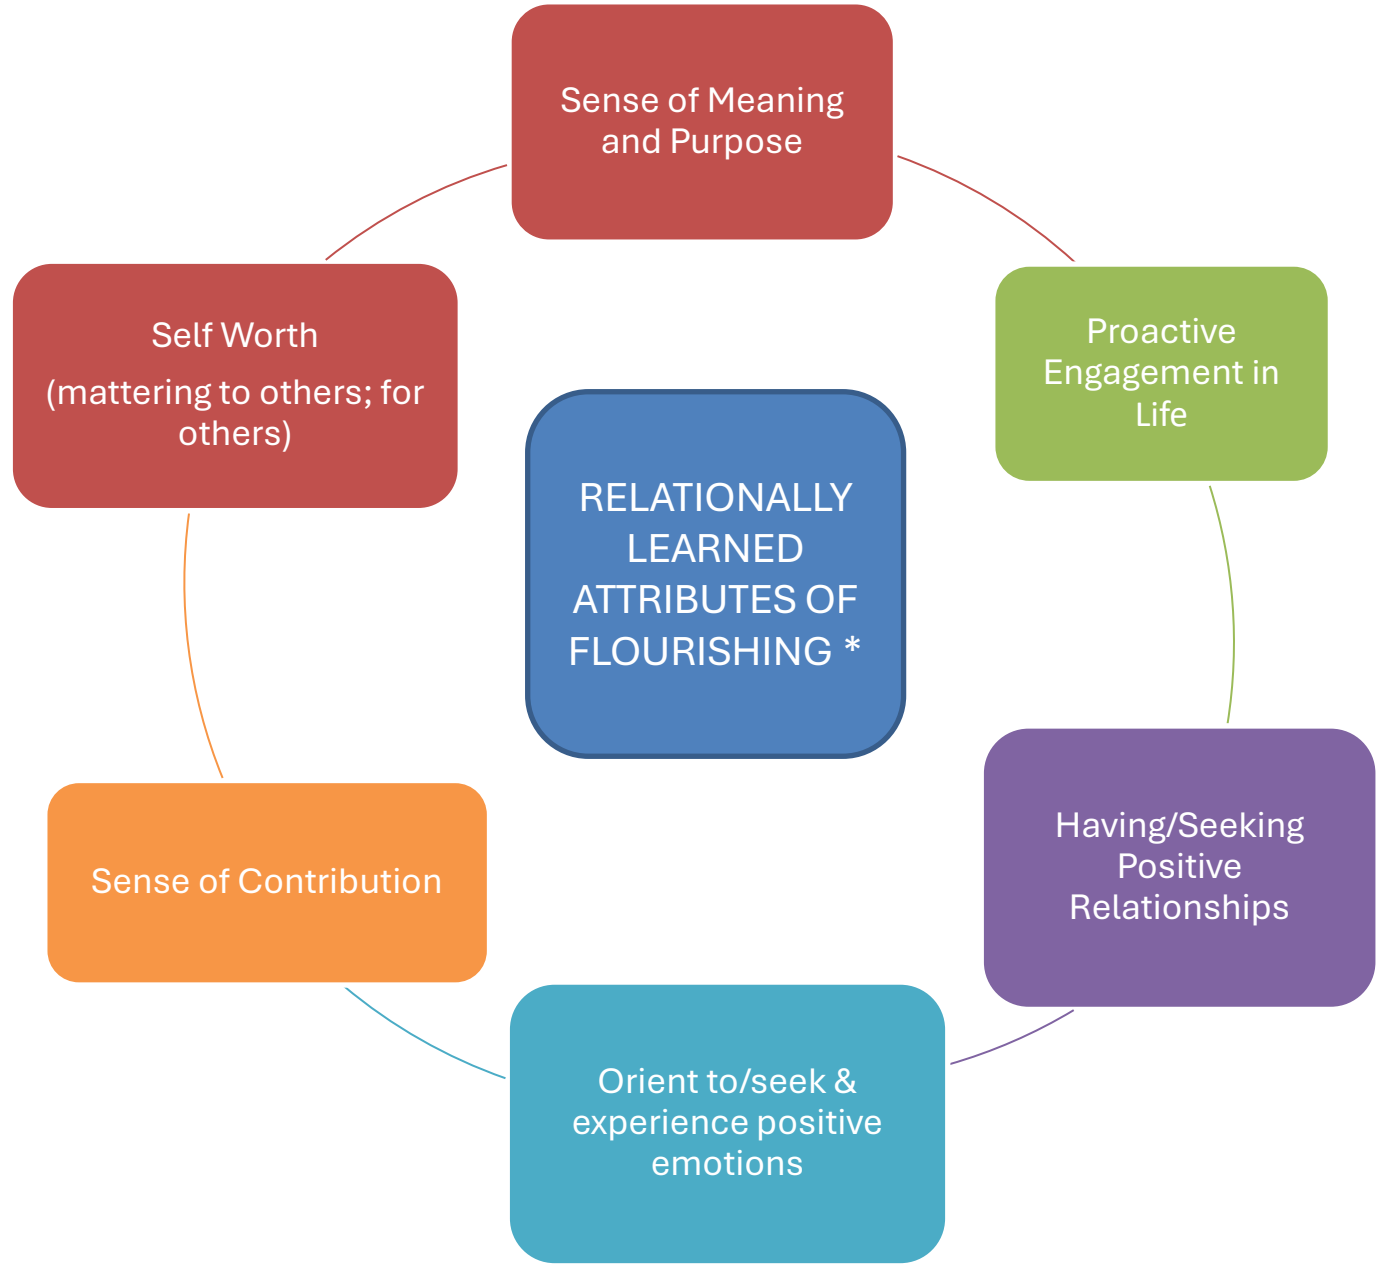 Sense of Meaning
and Purpose
Proactive
Engagement in
Life
Having/Seeking
Positive
Relationships
Orient to/seek &
experience positive
emotions
Sense of Contribution
Self Worth
(mattering to others; for
others)
RELATIONALLY
LEARNED
ATTRIBUTES OF
FLOURISHING *